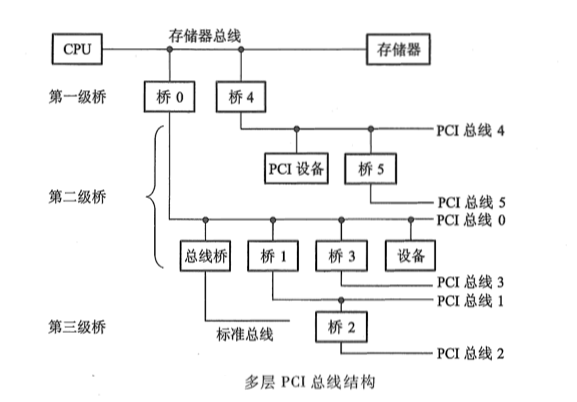 存储器总线
CPU
存储器
第一级桥
桥 0
桥 4
PCI 总线 4
PCI 设备
桥 5
第二级桥
PCI 总线 5
PCI 总线 0
总线桥
桥 1
桥 3
设备
PCI 总线 3
PCI 总线 1
第三级桥
标准总线
桥 2
PCI 总线 2
多层 PCI 总线结构